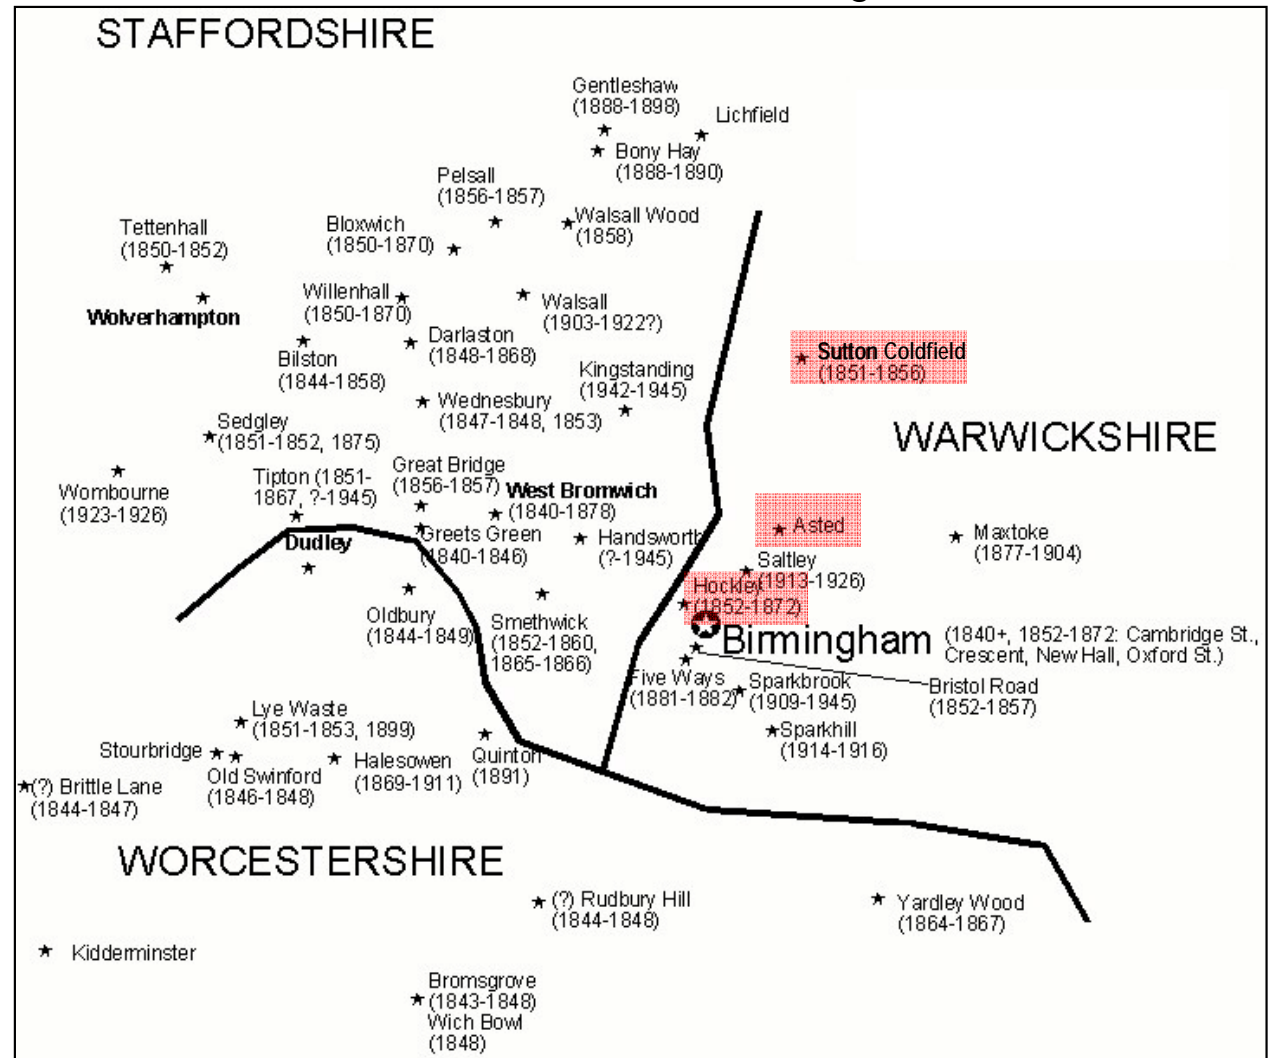 STAFFORDSHIRE
Gentleshaw
(1888-1898)
Lichfield
Bony Hay
(1888-1890)
Pelsall
(1856-1857)
Walsall Wood
(1858)
Tettenhall
(1850-1852)
Bloxwich
(1850-1870)
Wolverhampton
Willenhall
(1850-1870)
Walsall
(1903-1922?)
Darlaston
(1848-1868)
Bilston
(1844-1858)
Kingstanding
(1942-1945)
Sutton Coldfield
(1851-1856)
Wednesbury
(1847-1848, 1853)
Sedgley
(1851-1852, 1875)
WARWICKSHIRE
Wombourne
(1923-1926)
Tipton (1851-
1867, ?-1945)
Great Bridge
(1856-1857)
West Bromwich
(1840-1878)
Dudley
Greets Green
(1840-1846)
Handsworth
(?-1945)
Asted
Maxtoke
(1877-1904)
Saltley
(1913-1926)
Hockley
(1852-1872)
Oldbury
(1844-1849)
Smethwick
(1852-1860,
1865-1866)
Birmingham
(1840+, 1852-1872: Cambridge St.,
Crescent, New Hall, Oxford St.)
Five Ways
(1881-1882)
Sparkbrook
(1909-1945)
Bristol Road
(1852-1857)
Sparkhill
(1914-1916)
Lye Waste
(1851-1853, 1899)
Stourbridge
Old Swinford
(1846-1848)
Halesowen
(1869-1911)
Quinton
(1891)
(?) Brittle Lane
(1844-1847)
WORCESTERSHIRE
(?) Rudbury Hill
(1844-1848)
Yardley Wood
(1864-1867)
Kidderminster
Bromsgrove
(1843-1848)
Wich Bowl
(1848)